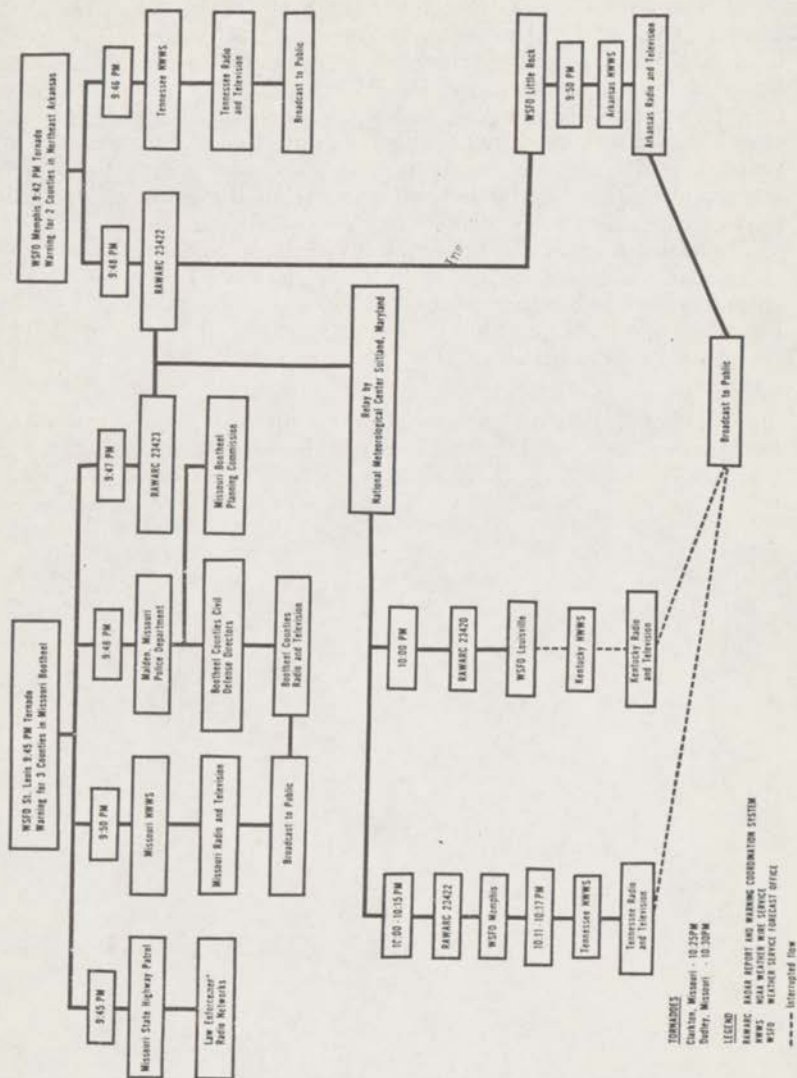 WSFO St. Louis 9:45 PM Tornado
Warning for 3 Counties in Missouri Bootheel
9:45 PM
Missouri State Highway Patrol
Law Enforcement
Radio Networks
9:50 PM
Missouri NWWS
Missouri Radio and Television
Broadcast to Public
9:48 PM
Malden, Missouri
Police Department
Bootheel Counties Civil
Defense Directors
Bootheel Counties
Radio and Television
Missouri Bootheel
Planning Commission
9:47 PM
RAWARC 23423
WSFO Memphis 9:42 PM Tornado
Warning for 2 Counties in Northeast Arkansas
9:48 PM
RAWARC 23422
9:46 PM
Tennessee NWWS
Tennessee Radio
and Television
Broadcast to Public
Relay by
National Meteorological Center Suitland, Maryland
10:00 - 10:15 PM
RAWARC 23422
WSFO Memphis
10:11 - 10:17 PM
Tennessee NWWS
Tennessee Radio
and Television
10:00 PM
RAWARC 23420
WSFO Louisville
Kentucky NWWS
Kentucky Radio
and Television
WSFO Little Rock
9:50 PM
Arkansas NWWS
Arkansas Radio and Television
Broadcast to Public
TORNADOES
Clarkton, Missouri - 10:25PM
Dudley, Missouri - 10:30PM
LEGEND
RAWARC RADAR REPORT AND WARNING COORDINATION SYSTEM
NWWS NOAA WEATHER WIRE SERVICE
WSFO WEATHER SERVICE FORECAST OFFICE
---- Interrupted flow